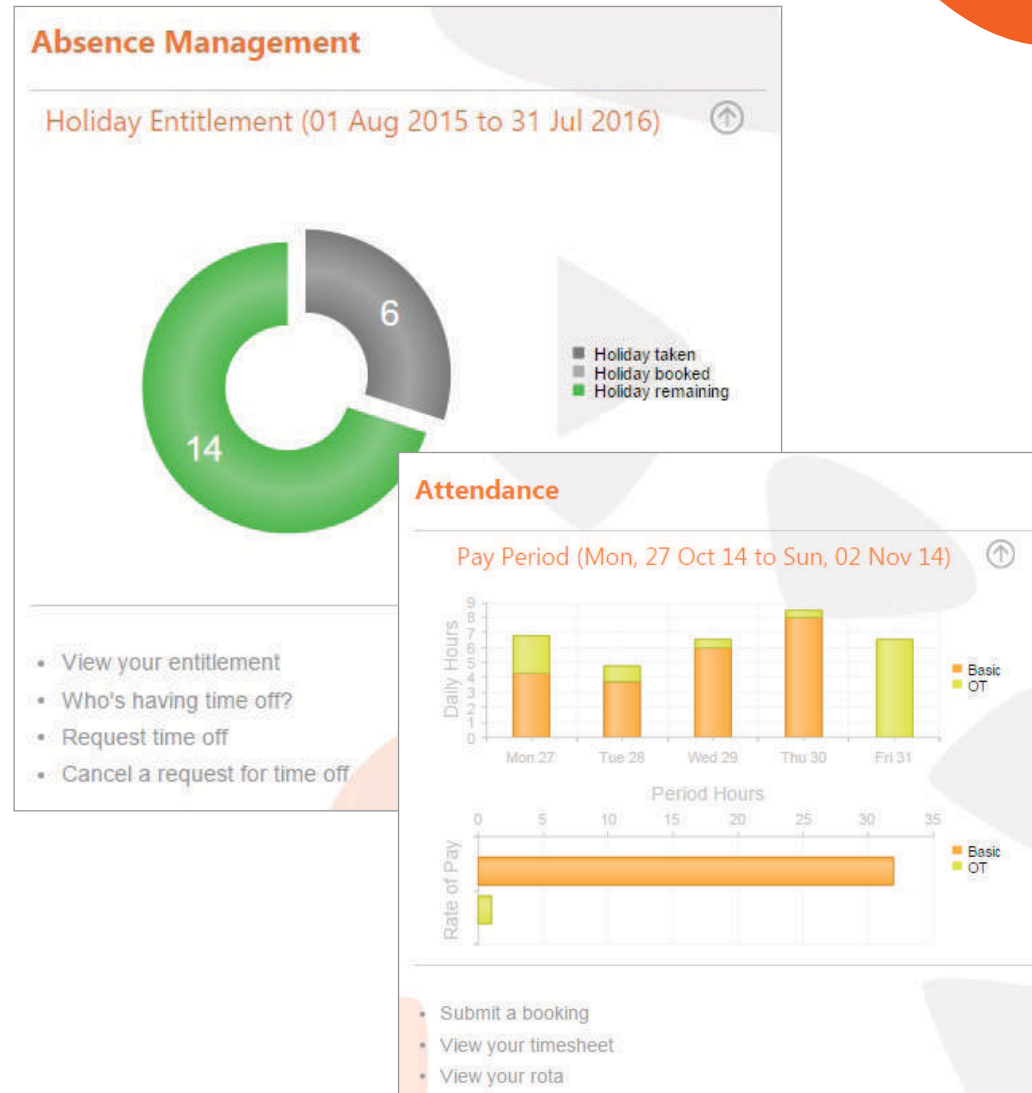 Absence Management
Holiday Entitlement (01 Aug 2015 to 31 Jul 2016)
6
14
Holiday taken
Holiday booked
Holiday remaining
• View your entitlement
• Who's having time off?
• Request time off
• Cancel a request for time off
Attendance
Pay Period (Mon, 27 Oct 14 to Sun, 02 Nov 14)
Daily Hours
9
8
7
6
5
4
3
2
1
0
Mon 27 Tue 28 Wed 29 Thu 30 Fri 31
Basic
OT
Period Hours
0 5 10 15 20 25 30 35
Rate of Pay
Basic
OT
• Submit a booking
• View your timesheet
• View your rota